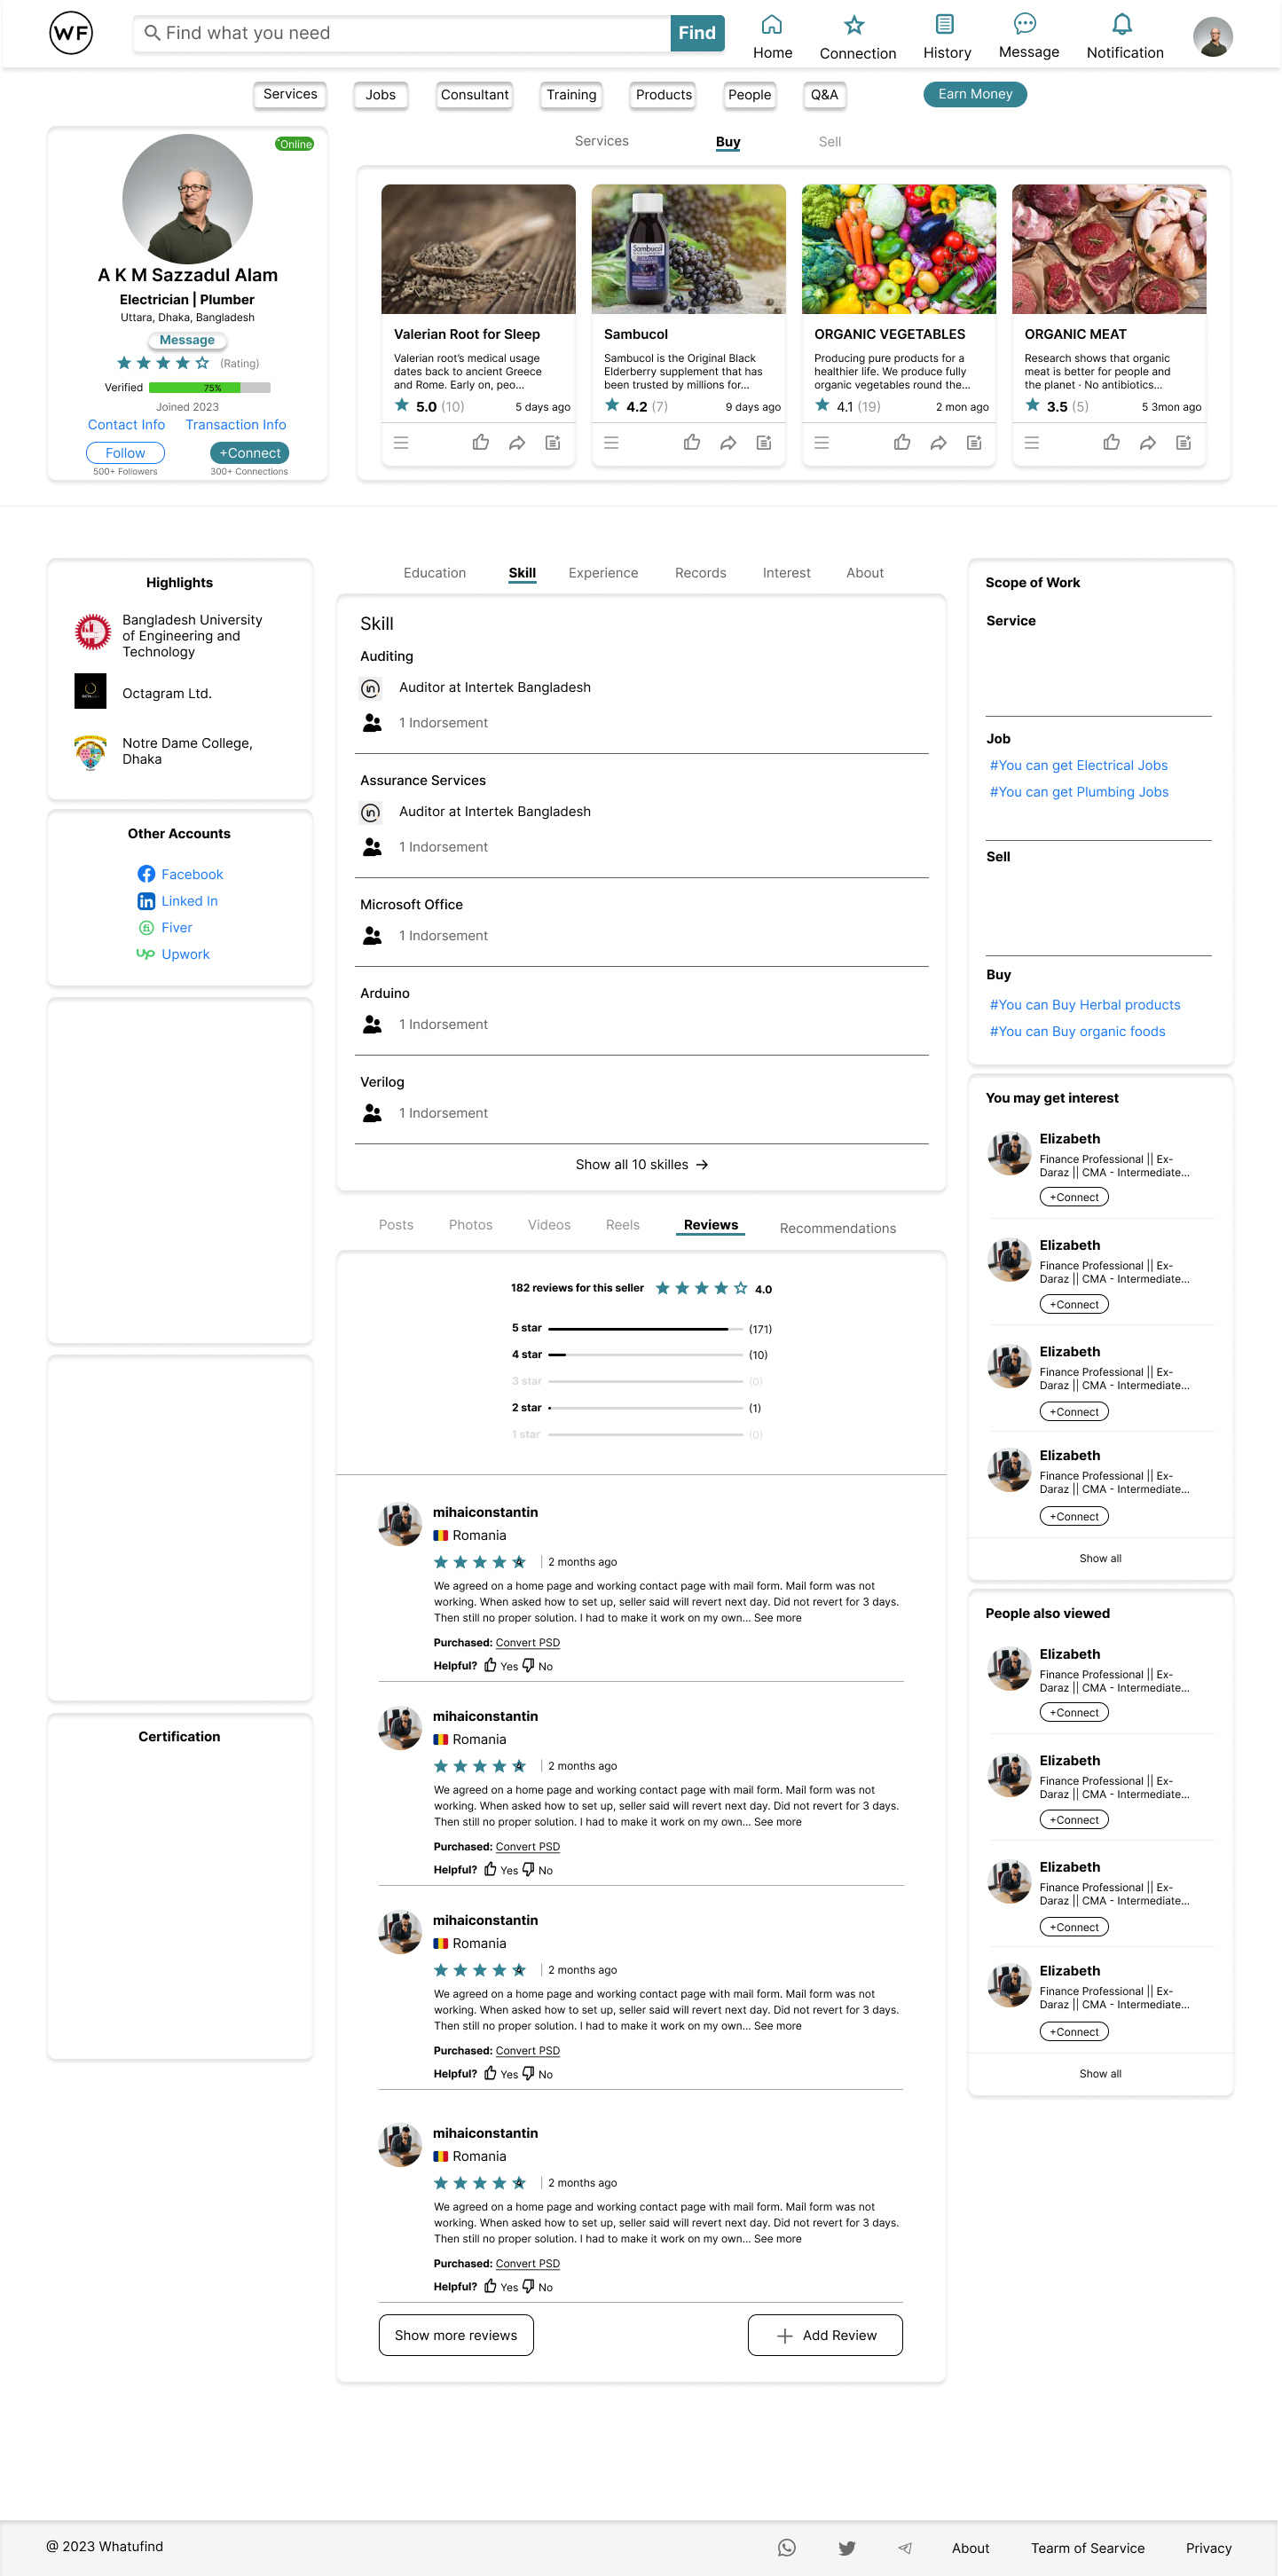 WF
Find what you need
Find
Home
Connection
History
Message
Notification
Services
Jobs
Consultant
Training
Products
People
Q&A
Earn Money
Online
A K M Sazzadul Alam
Electrician | Plumber
Uttara, Dhaka, Bangladesh
Message
(Rating)
Verified
75%
Joined 2023
Contact Info
Transaction Info
Follow
+Connect
500+ Followers
300+ Connections
Services
Buy
Sell
Sambucol
Valerian Root for Sleep
Valerian root's medical usage
dates back to ancient Greece
and Rome. Early on, peo...
5.0 (10)
5 days ago
Sambucol
Sambucol is the Original Black
Elderberry supplement that has
been trusted by millions for...
4.2 (7)
9 days ago
ORGANIC VEGETABLES
Producing pure products for a
healthier life. We produce fully
organic vegetables round the...
4.1 (19)
2 mon ago
ORGANIC MEAT
Research shows that organic
meat is better for people and
the planet · No antibiotics...
3.5 (5)
5 3mon ago
Highlights
Bangladesh University
of Engineering and
Technology
Octagram Ltd.
Notre Dame College,
Dhaka
Other Accounts
Facebook
in
Linked In
fi
Fiver
Up
Upwork
Certification
Education
Skill
Experience
Records
Interest
About
Skill
Auditing
in
Auditor at Intertek Bangladesh
1 Indorsement
Assurance Services
in
Auditor at Intertek Bangladesh
1 Indorsement
Microsoft Office
1 Indorsement
Arduino
1 Indorsement
Verilog
1 Indorsement
Show all 10 skilles →
Posts
Photos
Videos
Reels
Reviews
Recommendations
182 reviews for this seller
4.0
5 star
(171)
4 star
(10)
3 star
(0)
2 star
(1)
1 star
(0)
mihaiconstantin
Romania
4
| 2 months ago
We agreed on a home page and working contact page with mail form. Mail form was not
working. When asked how to set up, seller said will revert next day. Did not revert for 3 days.
Then still no proper solution. I had to make it work on my own... See more
Purchased: Convert PSD
Helpful? Yes No
mihaiconstantin
Romania
4
| 2 months ago
We agreed on a home page and working contact page with mail form. Mail form was not
working. When asked how to set up, seller said will revert next day. Did not revert for 3 days.
Then still no proper solution. I had to make it work on my own... See more
Purchased: Convert PSD
Helpful? Yes No
mihaiconstantin
Romania
4
| 2 months ago
We agreed on a home page and working contact page with mail form. Mail form was not
working. When asked how to set up, seller said will revert next day. Did not revert for 3 days.
Then still no proper solution. I had to make it work on my own... See more
Purchased: Convert PSD
Helpful? Yes No
mihaiconstantin
Romania
4
| 2 months ago
We agreed on a home page and working contact page with mail form. Mail form was not
working. When asked how to set up, seller said will revert next day. Did not revert for 3 days.
Then still no proper solution. I had to make it work on my own... See more
Purchased: Convert PSD
Helpful? Yes No
Show more reviews
Add Review
Scope of Work
Service
Job
#You can get Electrical Jobs
#You can get Plumbing Jobs
Sell
Buy
#You can Buy Herbal products
#You can Buy organic foods
You may get interest
Elizabeth
Finance Professional || Ex-
Daraz || CMA - Intermediate...
+Connect
Elizabeth
Finance Professional || Ex-
Daraz || CMA - Intermediate...
+Connect
Elizabeth
Finance Professional || Ex-
Daraz || CMA - Intermediate...
+Connect
Elizabeth
Finance Professional || Ex-
Daraz || CMA - Intermediate...
+Connect
Show all
People also viewed
Elizabeth
Finance Professional || Ex-
Daraz || CMA - Intermediate...
+Connect
Elizabeth
Finance Professional || Ex-
Daraz || CMA - Intermediate...
+Connect
Elizabeth
Finance Professional || Ex-
Daraz || CMA - Intermediate...
+Connect
Elizabeth
Finance Professional || Ex-
Daraz || CMA - Intermediate...
+Connect
Show all
@ 2023 Whatufind
About
Tearm of Searvice
Privacy